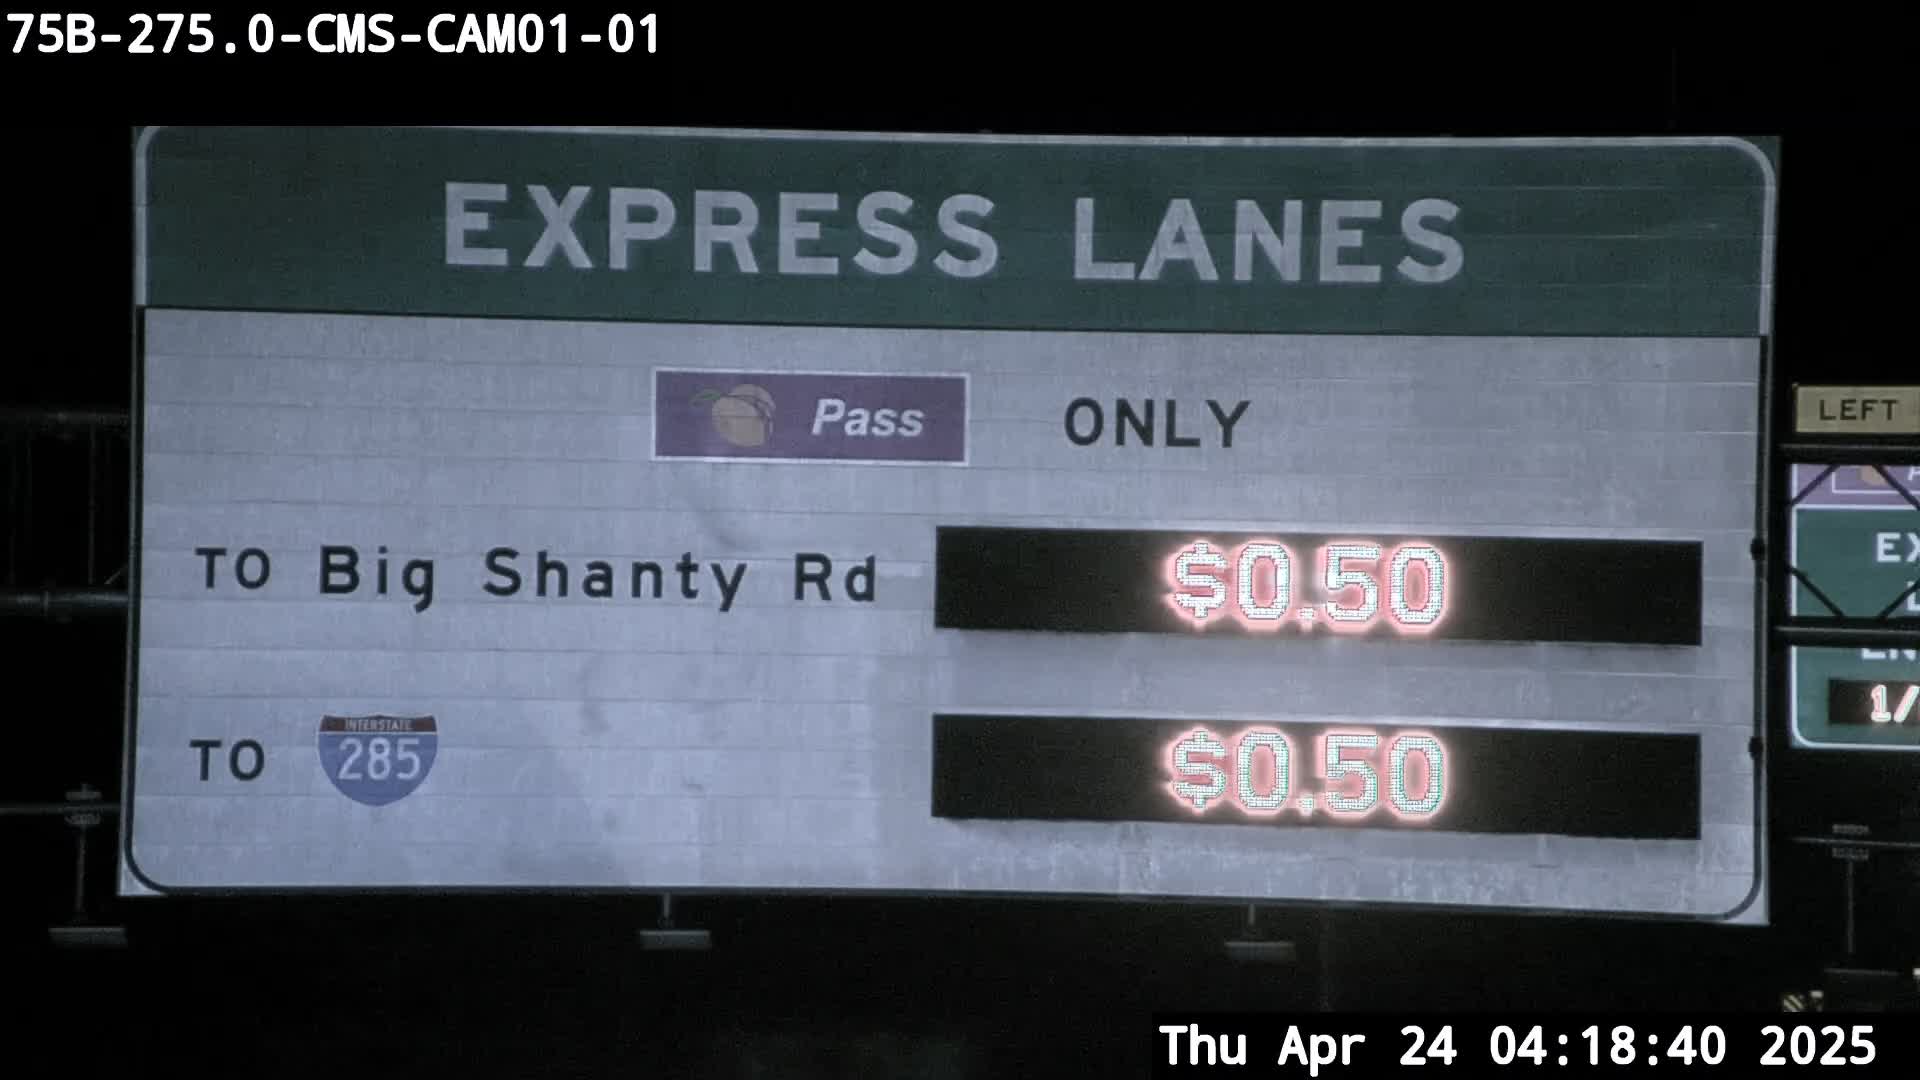 75B-275.0-CMS-CAM01-01
EXPRESS LANES
Pass ONLY
TO Big Shanty Rd $0.50
TO INTERSTATE 285 $0.50
LEFT
1/
Thu Apr 24 04:18:40 2025